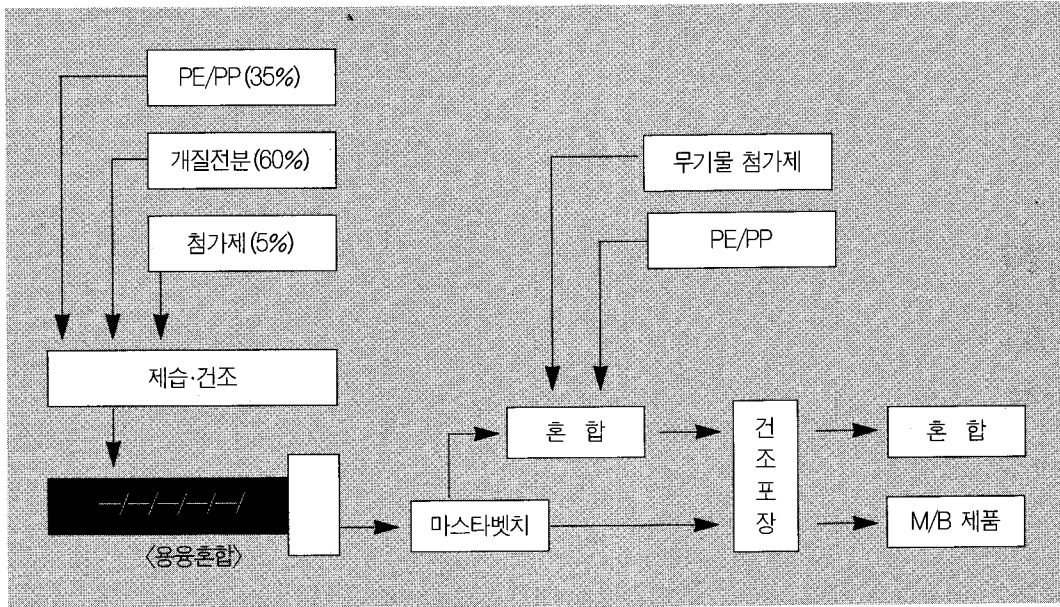 PE/PP(35%)
개질전분(60%)
첨가제(5%)
제습·건조
〈용융혼합〉
마스타벳치
무기물 첨가제
PE/PP
혼 합
건조포장
혼 합
M/B 제품